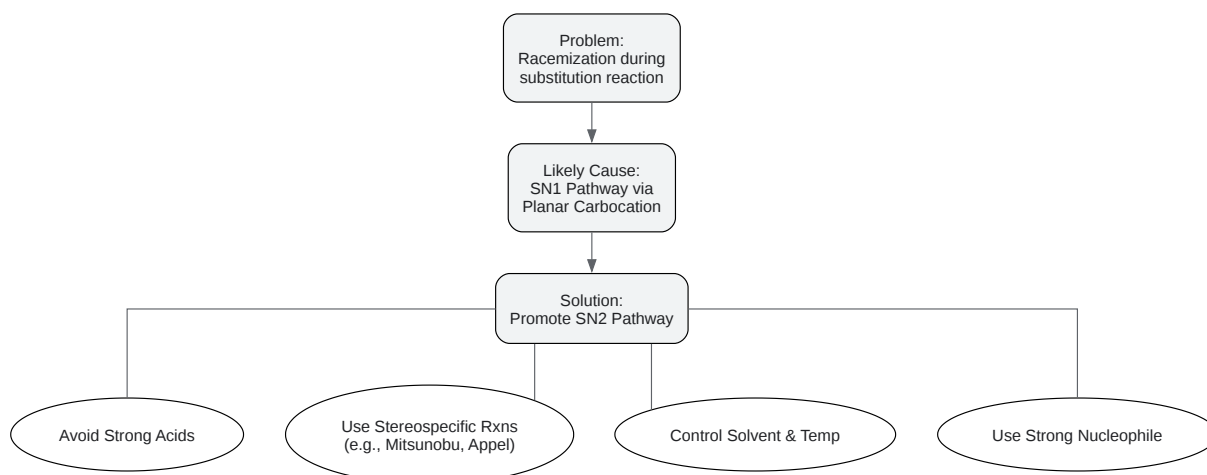 Problem:
Racemization during
substitution reaction
Likely Cause:
SN1 Pathway via
Planar Carbocation
Solution:
Promote SN2 Pathway
Avoid Strong Acids
Use Stereospecific Rxns
(e.g., Mitsunobu, Appel)
Control Solvent & Temp
Use Strong Nucleophile